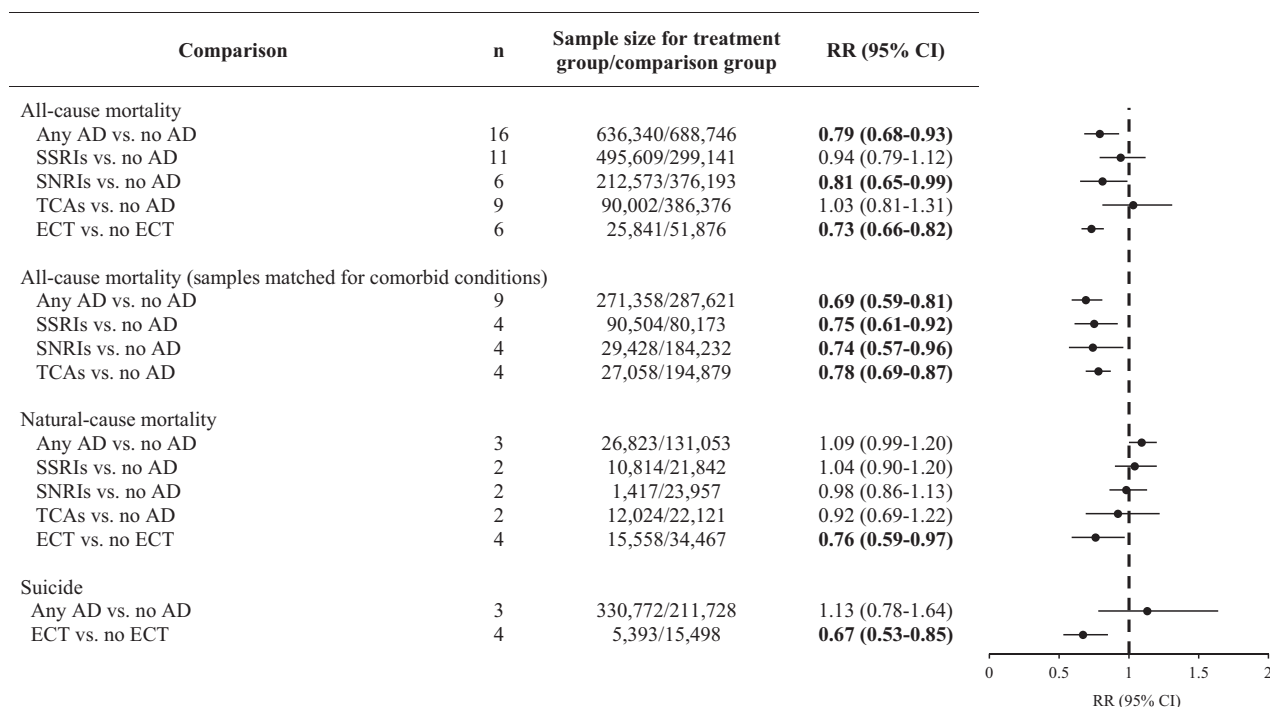 Comparison n Sample size for treatment group/comparison group RR (95% CI)
All-cause mortality
Any AD vs. no AD 16 636,340/688,746 0.79 (0.68-0.93)
SSRIs vs. no AD 11 495,609/299,141 0.94 (0.79-1.12)
SNRIs vs. no AD 6 212,573/376,193 0.81 (0.65-0.99)
TCAs vs. no AD 9 90,002/386,376 1.03 (0.81-1.31)
ECT vs. no ECT 6 25,841/51,876 0.73 (0.66-0.82)
All-cause mortality (samples matched for comorbid conditions)
Any AD vs. no AD 9 271,358/287,621 0.69 (0.59-0.81)
SSRIs vs. no AD 4 90,504/80,173 0.75 (0.61-0.92)
SNRIs vs. no AD 4 29,428/184,232 0.74 (0.57-0.96)
TCAs vs. no AD 4 27,058/194,879 0.78 (0.69-0.87)
Natural-cause mortality
Any AD vs. no AD 3 26,823/131,053 1.09 (0.99-1.20)
SSRIs vs. no AD 2 10,814/21,842 1.04 (0.90-1.20)
SNRIs vs. no AD 2 1,417/23,957 0.98 (0.86-1.13)
TCAs vs. no AD 2 12,024/22,121 0.92 (0.69-1.22)
ECT vs. no ECT 4 15,558/34,467 0.76 (0.59-0.97)
Suicide
Any AD vs. no AD 3 330,772/211,728 1.13 (0.78-1.64)
ECT vs. no ECT 4 5,393/15,498 0.67 (0.53-0.85)
0 0.5 1 1.5 2
RR (95% CI)